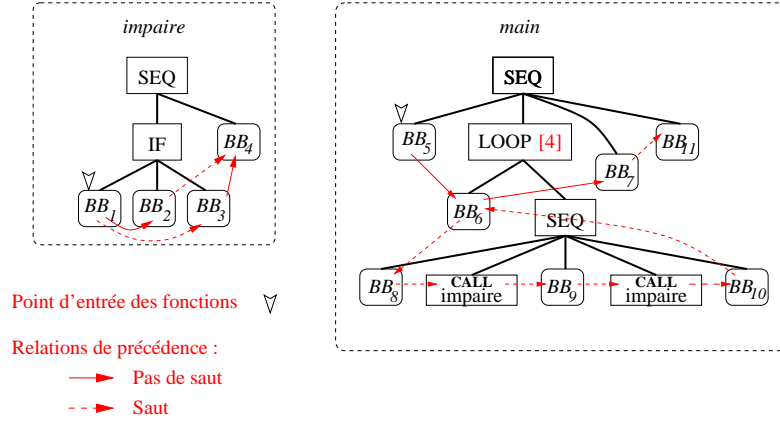 impaire
SEQ
IF
BB4
BB1
BB2
BB3
main
SEQ
BB5
LOOP [4]
BB7
BB11
BB6
SEQ
BB8
CALL
impaire
BB9
CALL
impaire
BB10
Point d'entrée des fonctions
Relations de précédence :
Pas de saut
Saut